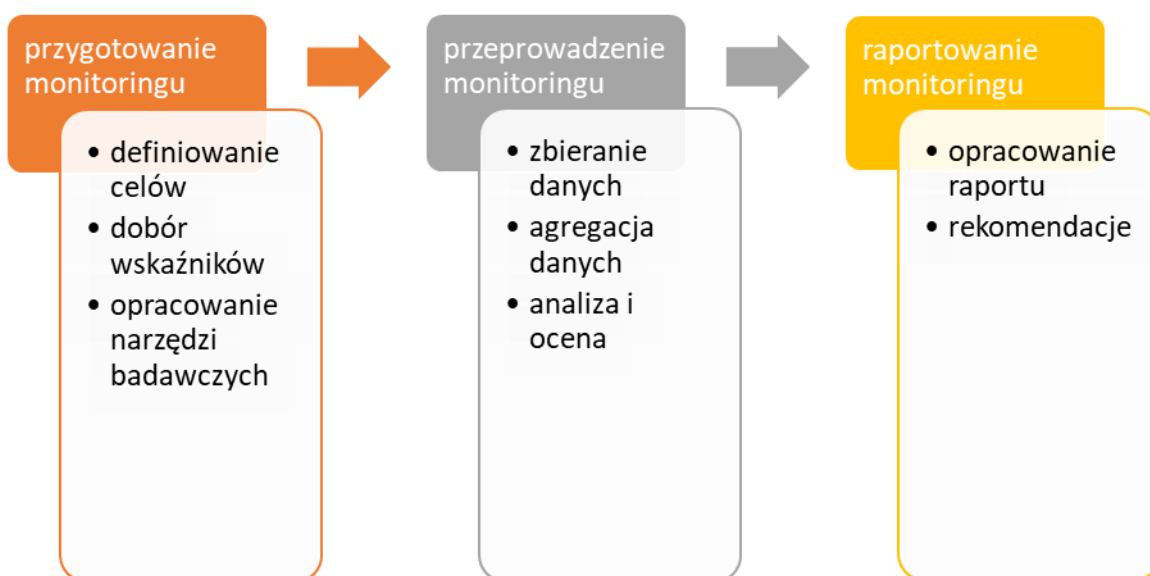 przygotowanie
monitoringu
• definiowanie
celów
• dobór
wskaźników
• opracowanie
narzędzi
badawczych
przeprowadzenie
monitoringu
• zbieranie
danych
• agregacja
danych
• analiza i
ocena
raportowanie
monitoringu
• opracowanie
raportu
• rekomendacje